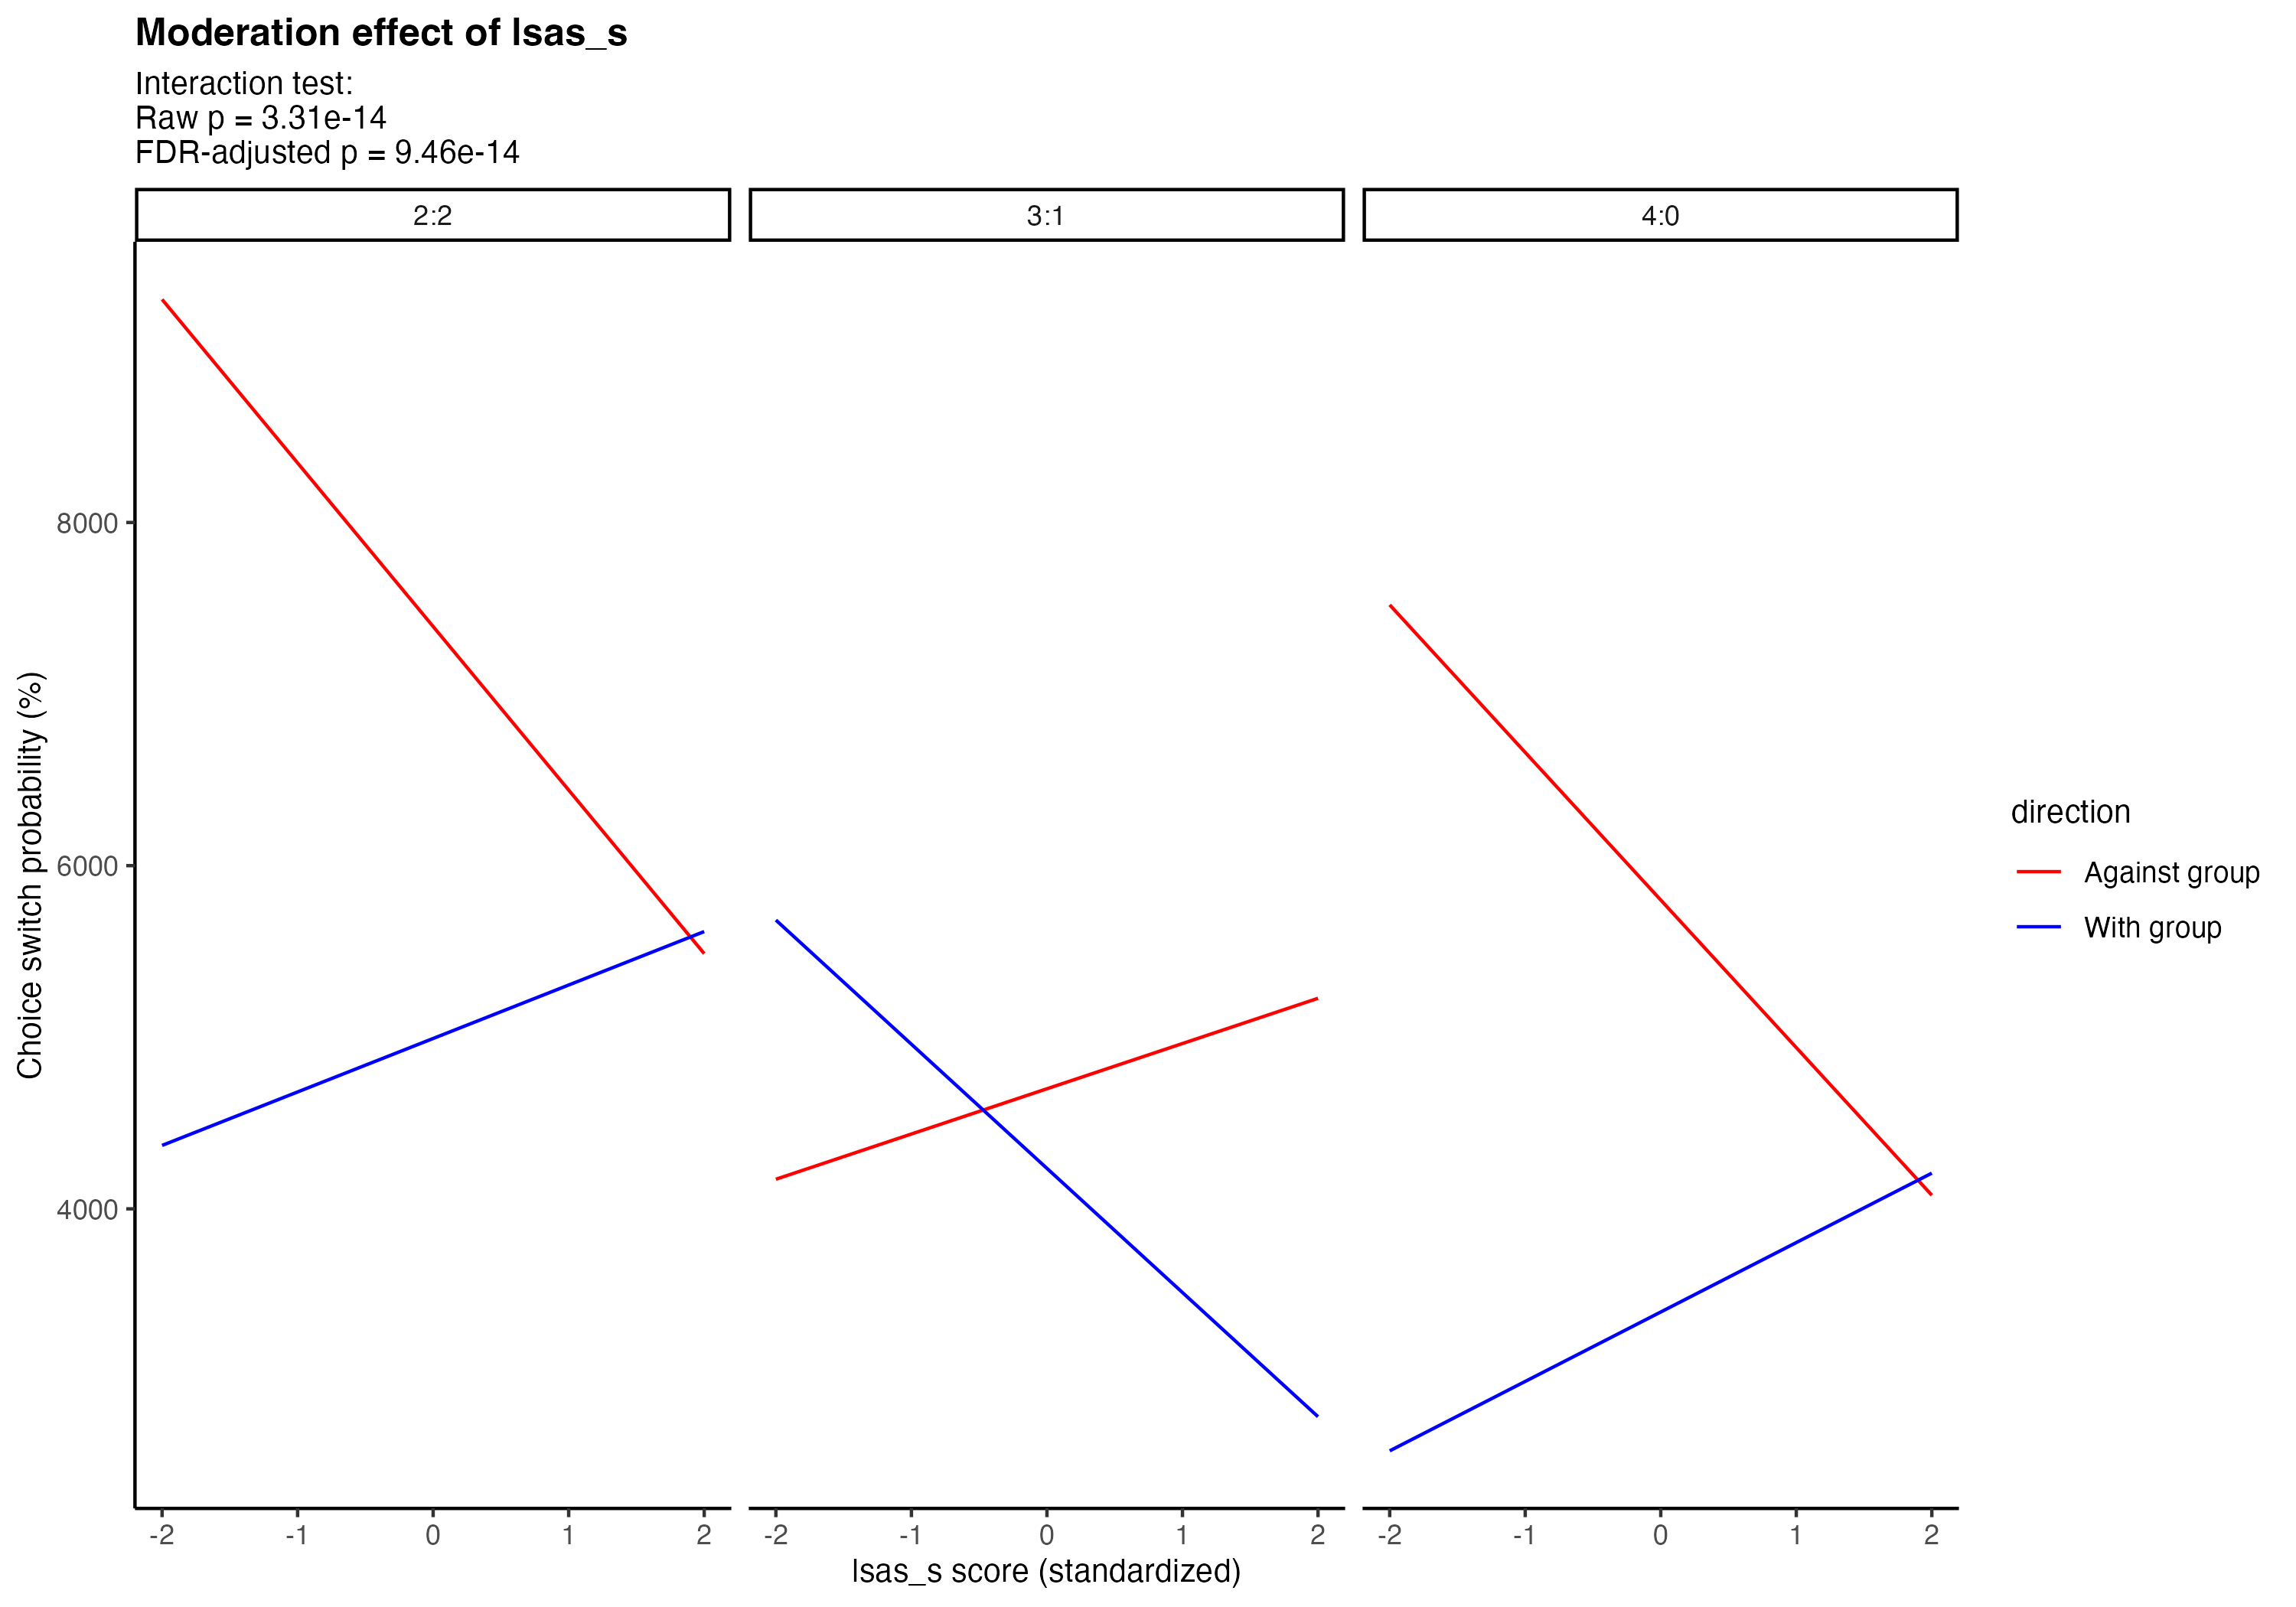 Moderation effect of lsas_s
Interaction test:
Raw p = 3.31e-14
FDR-adjusted p = 9.46e-14
2:2
3:1
4:0
Choice switch probability (%)
8000
6000
4000
-2 -1 0 1 2
-2 -1 0 1 2
-2 -1 0 1 2
lsas_s score (standardized)
direction
Against group
With group